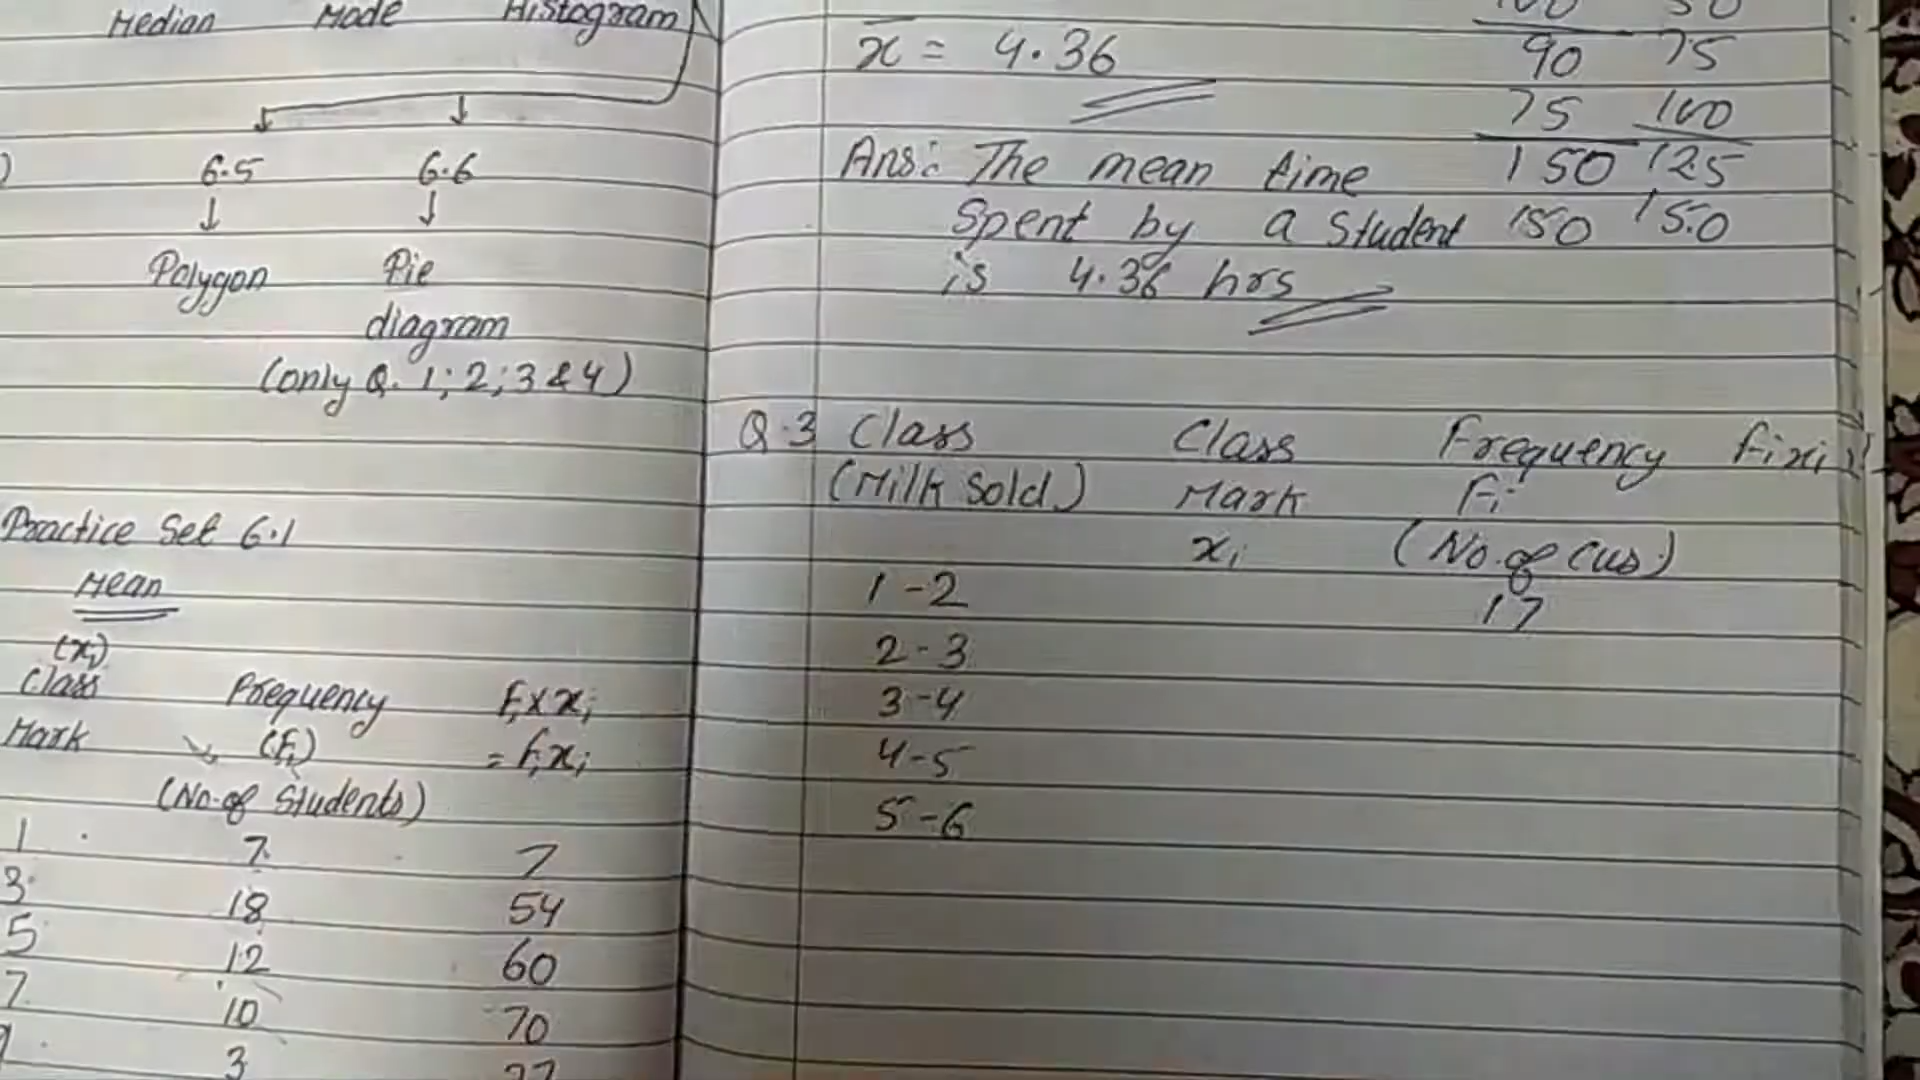 Median Mode Histogram
6.5 6.6
Polygon Pie
diagram
(only Q. 1; 2; 3 & 4)
Practice Set 6.1
Mean
(xi)
Class Frequency Fi×xi
Mark (Fi) = Fixi
(No. of Students)
1 7 7
3 18 54
5 12 60
7 10 70
3
x̄ = 4.36
90 75
75 100
150 125
150 150
Ans: The mean time
Spent by a Student
is 4.36 hrs
Q.3 Class Class Frequency Fixi
(Milk Sold) Mark Fi
xi (No. of Cus.)
1-2 17
2-3
3-4
4-5
5-6